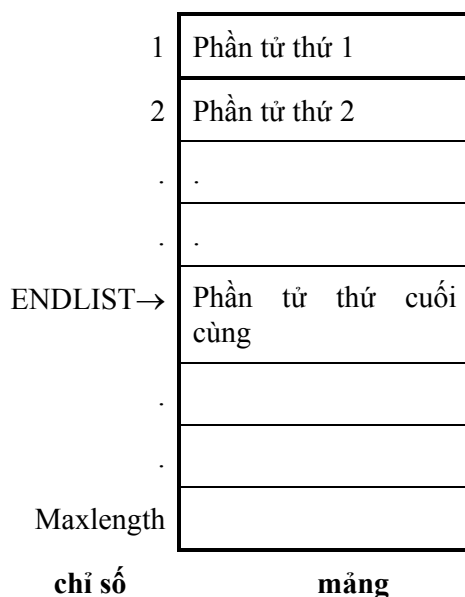 1 Phần tử thứ 1
2 Phần tử thứ 2
. .
. .
ENDLIST→ Phần tử thứ cuối
cùng
.
.
Maxlength
chỉ số mảng